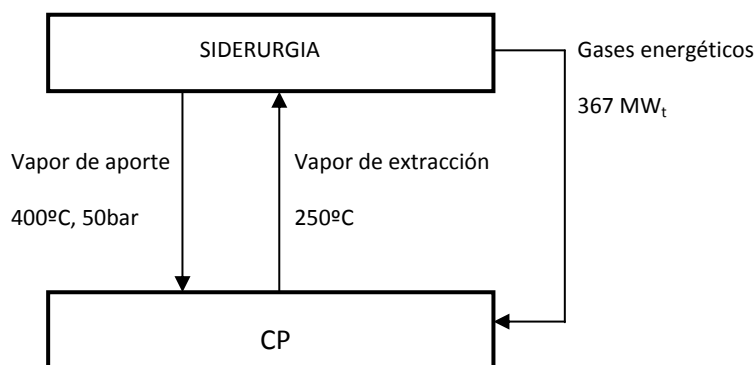 SIDERURGIA
Gases energéticos
367 MWt
Vapor de aporte
400ºC, 50bar
Vapor de extracción
250ºC
CP